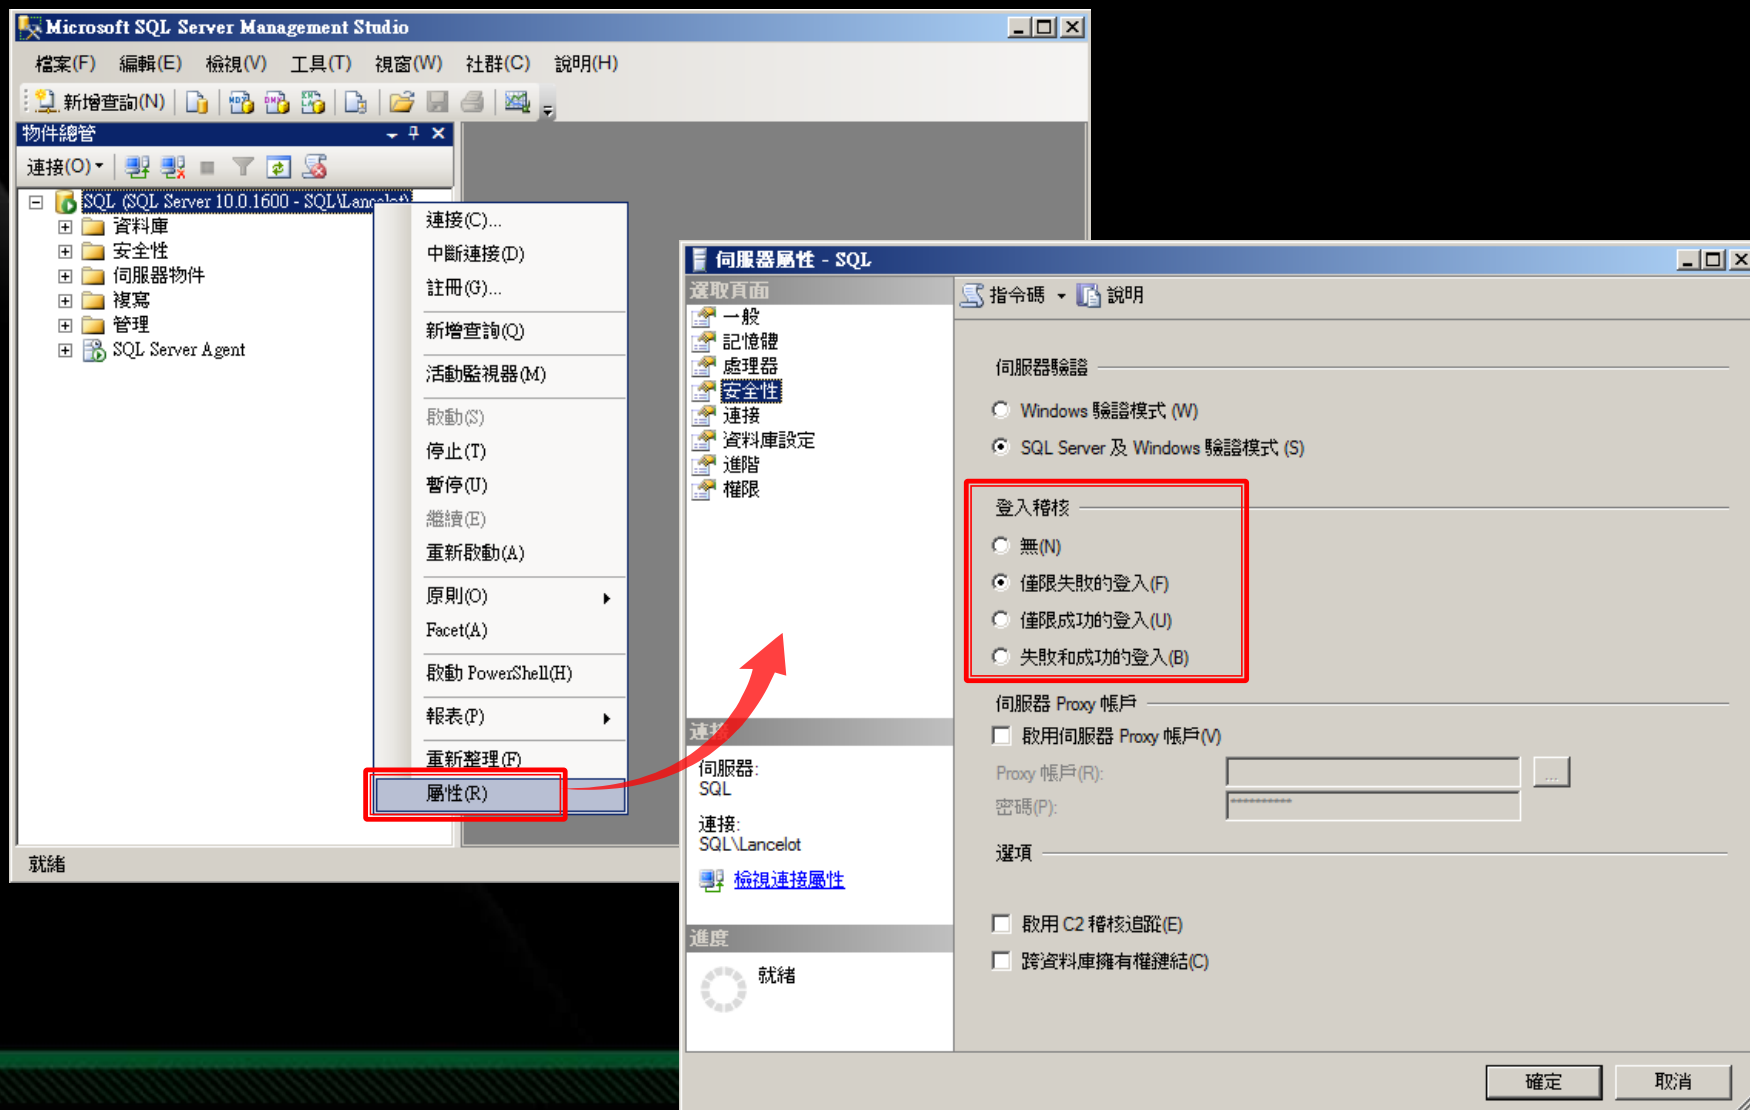 Microsoft SQL Server Management Studio
檔案(F) 編輯(E) 檢視(V) 工具(T) 視窗(W) 社群(C) 說明(H)
新增查詢(N)
物件總管
連接(O)
SQL (SQL Server 10.0.1600 - SQL\Lancelot)
資料庫
安全性
伺服器物件
複寫
管理
SQL Server Agent
就緒
連接(C)...
中斷連接(D)
註冊(G)...
新增查詢(Q)
活動監視器(M)
啟動(S)
停止(T)
暫停(U)
繼續(E)
重新啟動(A)
原則(O)
Facet(A)
啟動 PowerShell(H)
報表(P)
重新整理(F)
屬性(R)
伺服器屬性 - SQL
選取頁面
一般
記憶體
處理器
安全性
連接
資料庫設定
進階
權限
連接
伺服器:
SQL
連接:
SQL\Lancelot
檢視連接屬性
進度
就緒
指令碼 說明
伺服器驗證
Windows 驗證模式 (W)
SQL Server 及 Windows 驗證模式 (S)
登入稽核
無(N)
僅限失敗的登入(F)
僅限成功的登入(U)
失敗和成功的登入(B)
伺服器 Proxy 帳戶
啟用伺服器 Proxy 帳戶(V)
Proxy 帳戶(R):
...
密碼(P):
**********
選項
啟用 C2 稽核追蹤(E)
跨資料庫擁有權鏈結(C)
確定 取消